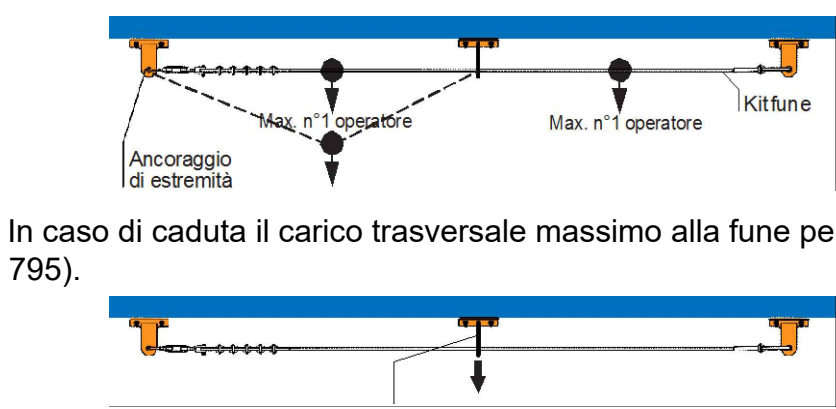 Max. n°1 operatore
Max. n°1 operatore
Kit fune
Ancoraggio
di estremità
In caso di caduta il carico trasversale massimo alla fune pe
795).